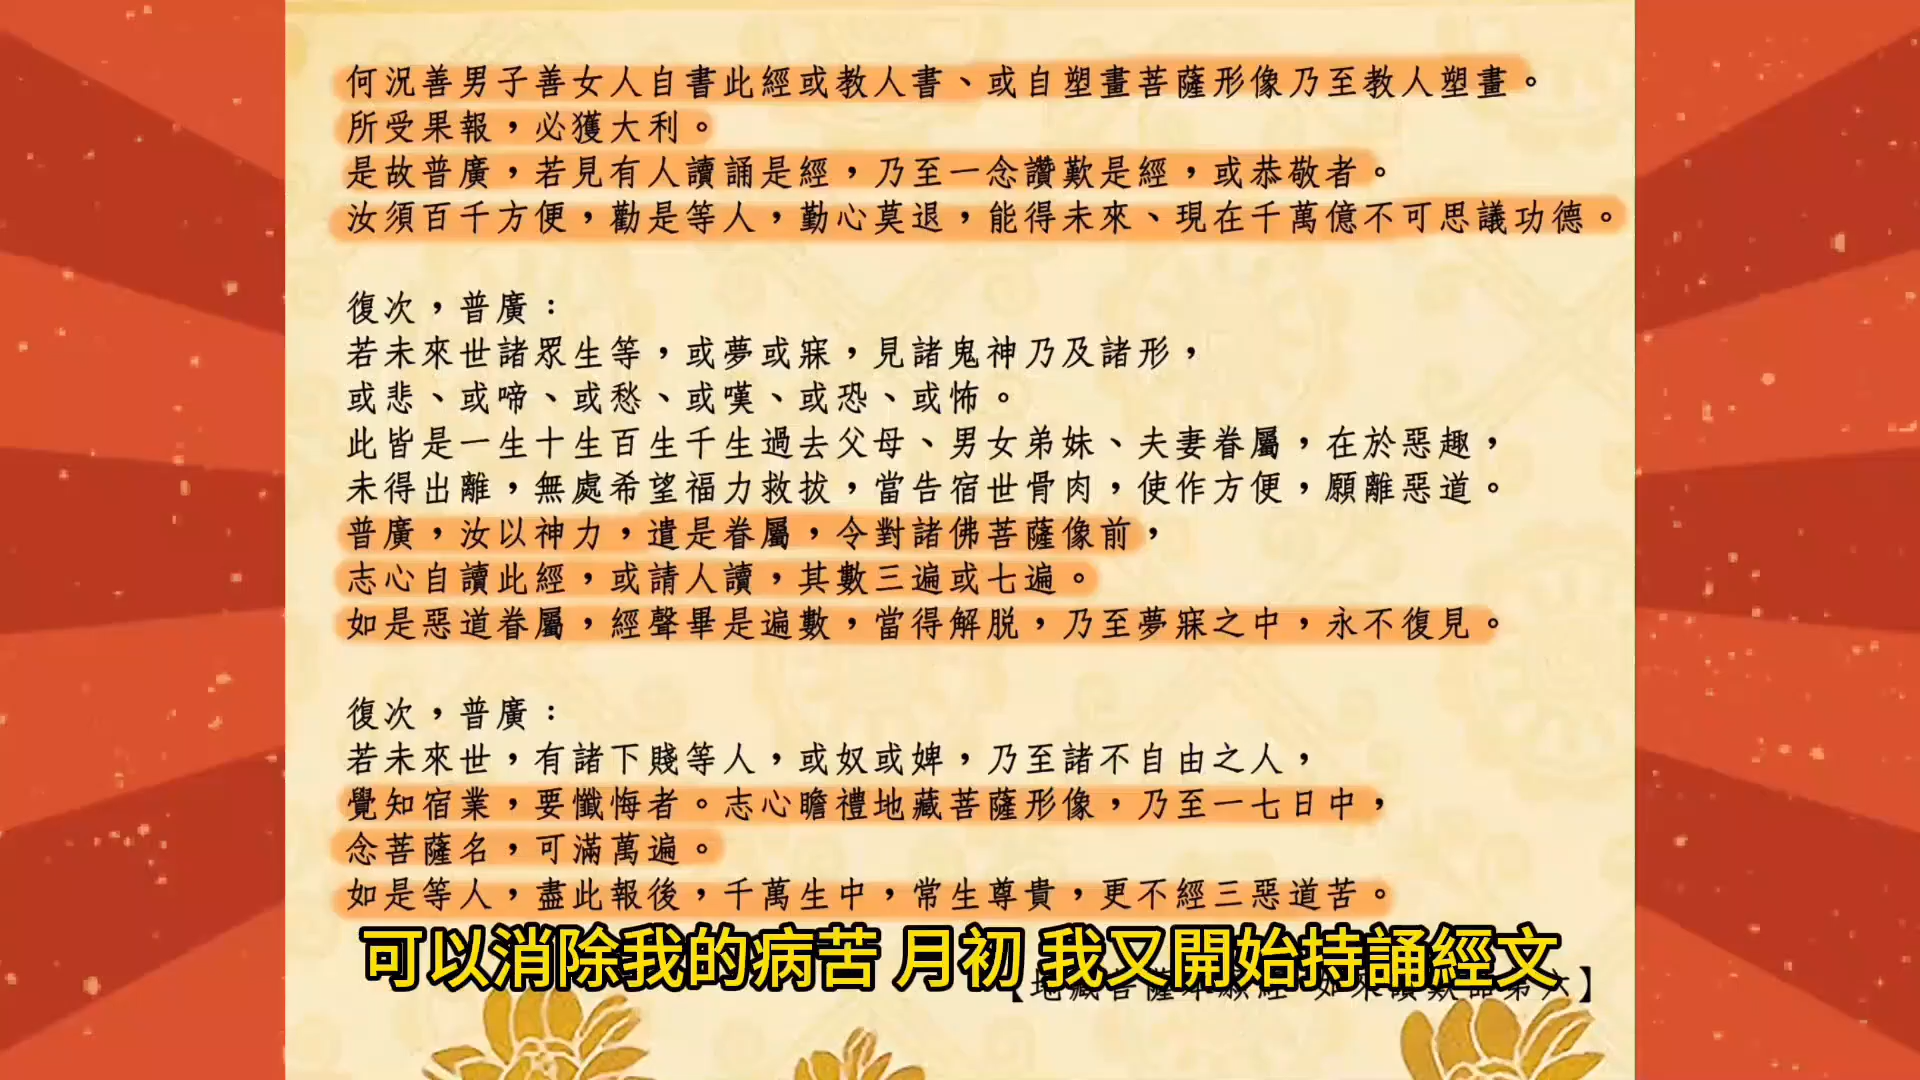 何況善男子善女人自書此經或教人書、或自塑畫菩薩形像乃至教人塑畫。
所受果報，必獲大利。
是故普廣，若見有人讀誦是經，乃至一念讚歎是經，或恭敬者。
汝須百千方便，勸是等人，勤心莫退，能得未來、現在千萬億不可思議功德。
復次，普廣：
若未來世諸眾生等，或夢或寐，見諸鬼神乃及諸形，
或悲、或啼、或愁、或嘆、或恐、或怖。
此皆是一生十生百生千生過去父母、男女弟妹、夫妻眷屬，在於惡趣，
未得出離，無處希望福力救拔，當告宿世骨肉，使作方便，願離惡道。
普廣，汝以神力，遣是眷屬，令對諸佛菩薩像前，
志心自讀此經，或請人讀，其數三遍或七遍。
如是惡道眷屬，經聲畢是遍數，當得解脱，乃至夢寐之中，永不復見。
復次，普廣：
若未來世，有諸下賤等人，或奴或婢，乃至諸不自由之人，
覺知宿業，要懺悔者。志心瞻禮地藏菩薩形像，乃至一七日中，
念菩薩名，可滿萬遍。
如是等人，盡此報後，千萬生中，常生尊貴，更不經三惡道苦。
可以消除我的病苦 月初 我又開始持誦經文